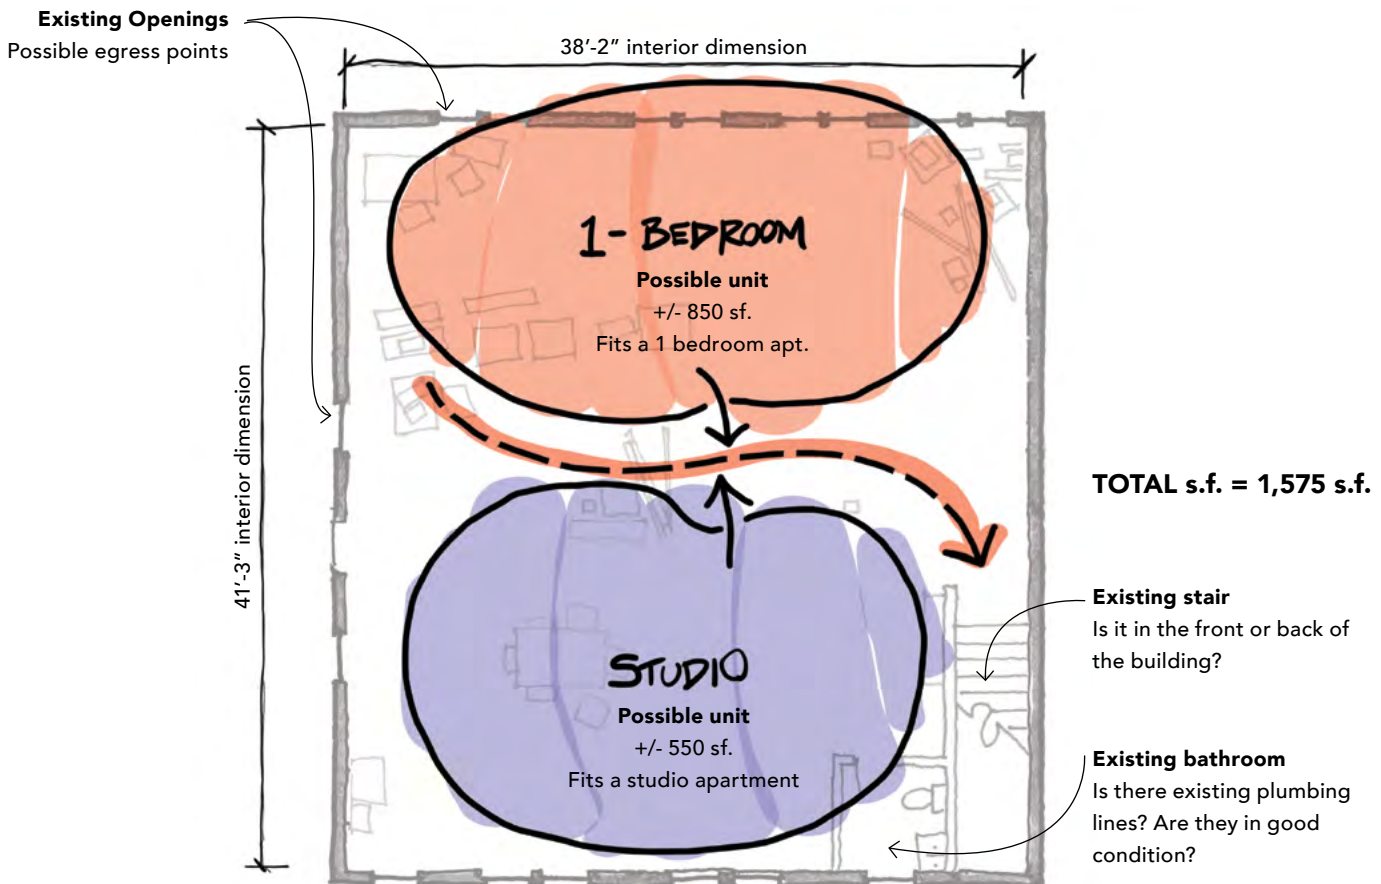 Existing Openings
Possible egress points
38’-2” interior dimension
41’-3” interior dimension
1- BEDROOM
Possible unit
+/- 850 sf.
Fits a 1 bedroom apt.
TOTAL s.f. = 1,575 s.f.
Existing stair
Is it in the front or back of
the building?
STUDIO
Possible unit
+/- 550 sf.
Fits a studio apartment
Existing bathroom
Is there existing plumbing
lines? Are they in good
condition?